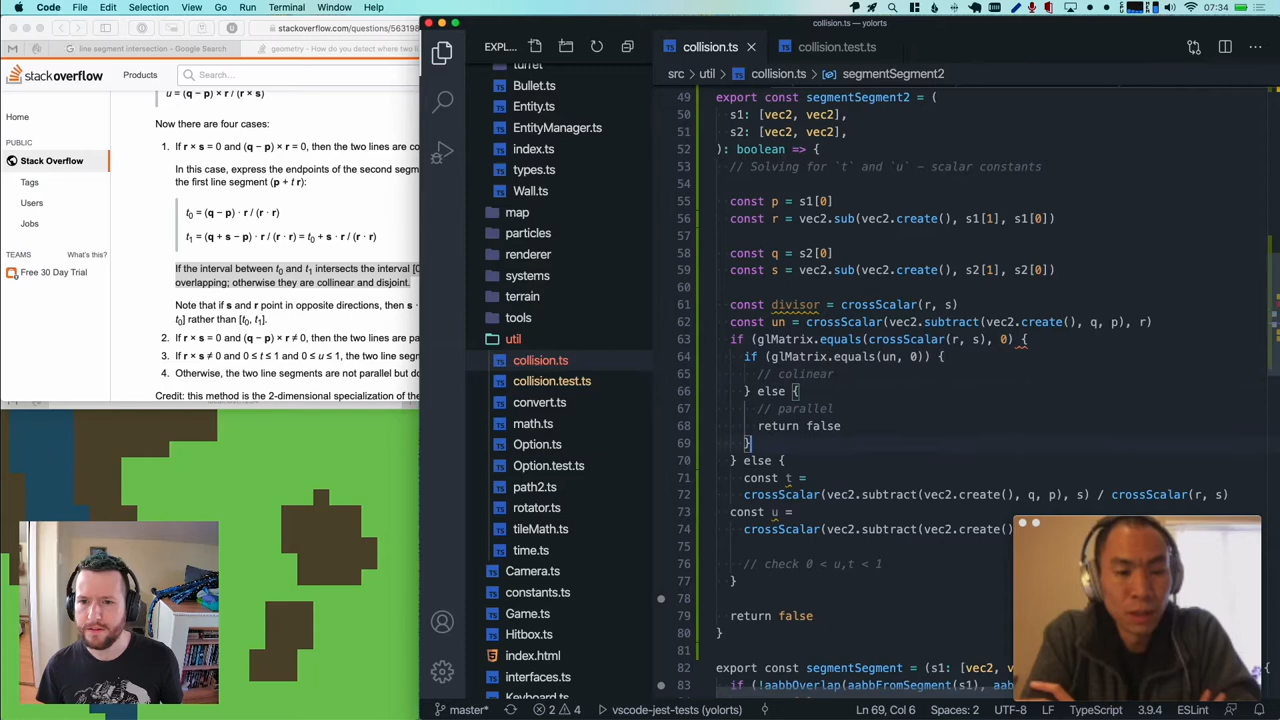 Code File Edit Selection View Go Run Terminal Window Help
07:34
stackoverflow.com/questions/563198
line segment intersection - Google Search
geometry - How do you detect where two li
stackoverflow
Products
Search...
Home
PUBLIC
Stack Overflow
Tags
Users
Jobs
TEAMS
What's this?
Free 30 Day Trial
u = (q − p) × r / (r × s)
Now there are four cases:
1. If r × s = 0 and (q − p) × r = 0, then the two lines are co
In this case, express the endpoints of the second segm
the first line segment (p + t r):
t0 = (q − p) · r / (r · r)
t1 = (q + s − p) · r / (r · r) = t0 + s · r / (r · r)
If the interval between t0 and t1 intersects the interval [0
overlapping; otherwise they are collinear and disjoint.
Note that if s and r point in opposite directions, then s ·
t0] rather than [t0, t1].
2. If r × s = 0 and (q − p) × r ≠ 0, then the two lines are pa
3. If r × s ≠ 0 and 0 ≤ t ≤ 1 and 0 ≤ u ≤ 1, the two line segm
4. Otherwise, the two line segments are not parallel but do
Credit: this method is the 2-dimensional specialization of the
collision.ts — yolorts
EXPL...
turret
Bullet.ts
Entity.ts
EntityManager.ts
types.ts
Wall.ts
map
particles
renderer
systems
terrain
tools
util
collision.ts
collision.test.ts
convert.ts
math.ts
Option.ts
Option.test.ts
path2.ts
rotator.ts
tileMath.ts
time.ts
Camera.ts
constants.ts
Game.ts
Hitbox.ts
index.html
interfaces.ts
Keyboard.ts
collision.ts
collision.test.ts
src › util › collision.ts › segmentSegment2
49 export const segmentSegment2 = (
50 s1: [vec2, vec2],
51 s2: [vec2, vec2],
52 ): boolean => {
53 // Solving for `t` and `u` - scalar constants
54
55 const p = s1[0]
56 const r = vec2.sub(vec2.create(), s1[1], s1[0])
57
58 const q = s2[0]
59 const s = vec2.sub(vec2.create(), s2[1], s2[0])
60
61 const divisor = crossScalar(r, s)
62 const un = crossScalar(vec2.subtract(vec2.create(), q, p), r)
63 if (glMatrix.equals(crossScalar(r, s), 0) {
64 if (glMatrix.equals(un, 0)) {
65 // colinear
66 } else {
67 // parallel
68 return false
69 }
70 } else {
71 const t =
72 crossScalar(vec2.subtract(vec2.create(), q, p), s) / crossScalar(r, s)
73 const u =
74 crossScalar(vec2.subtract(vec2.create()
75
76 // check 0 < u,t < 1
77 }
78
79 return false
80 }
81
82 export const segmentSegment = (s1: [vec2, v
83 if (!aabbOverlap(aabbFromSegment(s1), aabb
master*
2 4
vscode-jest-tests (yolorts)
Ln 69, Col 6
Spaces: 2
UTF-8
LF
TypeScript
3.9.4
ESLint